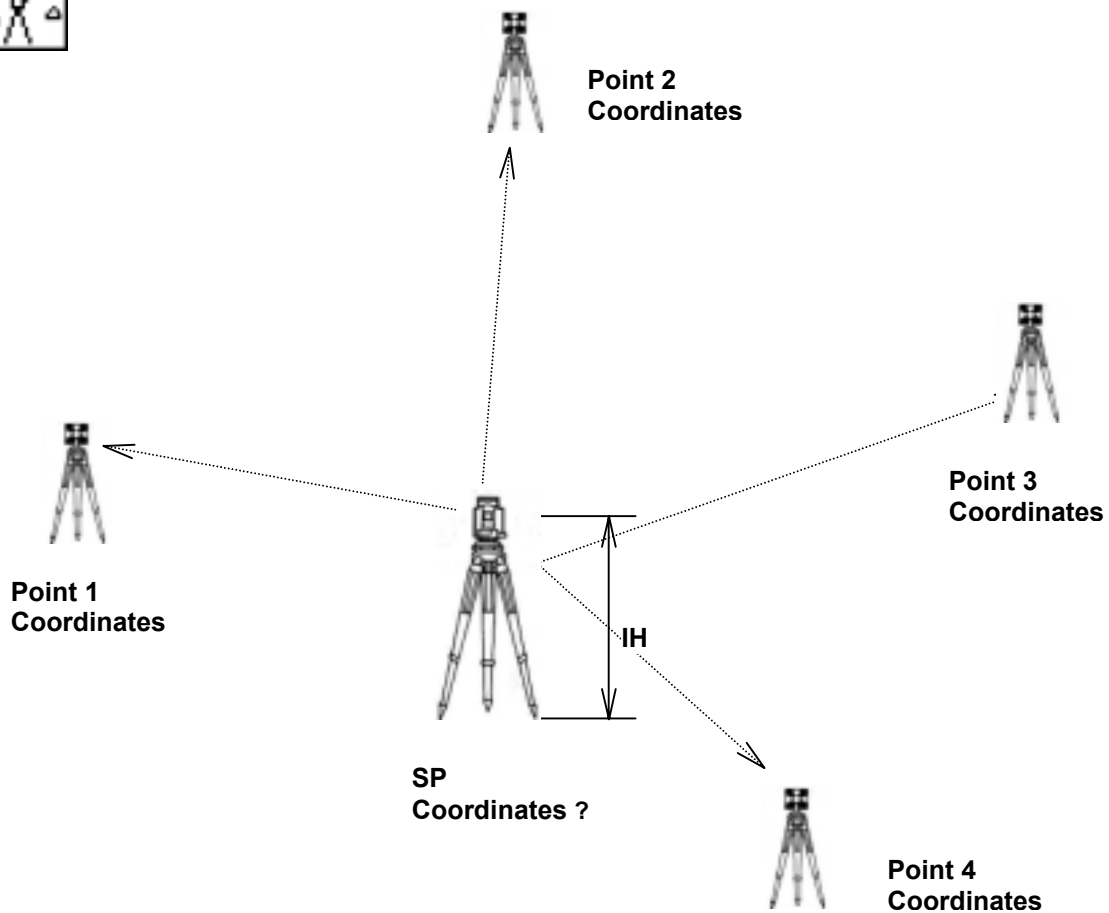 Point 2
Coordinates
Point 3
Coordinates
Point 1
Coordinates
IH
SP
Coordinates ?
Point 4
Coordinates